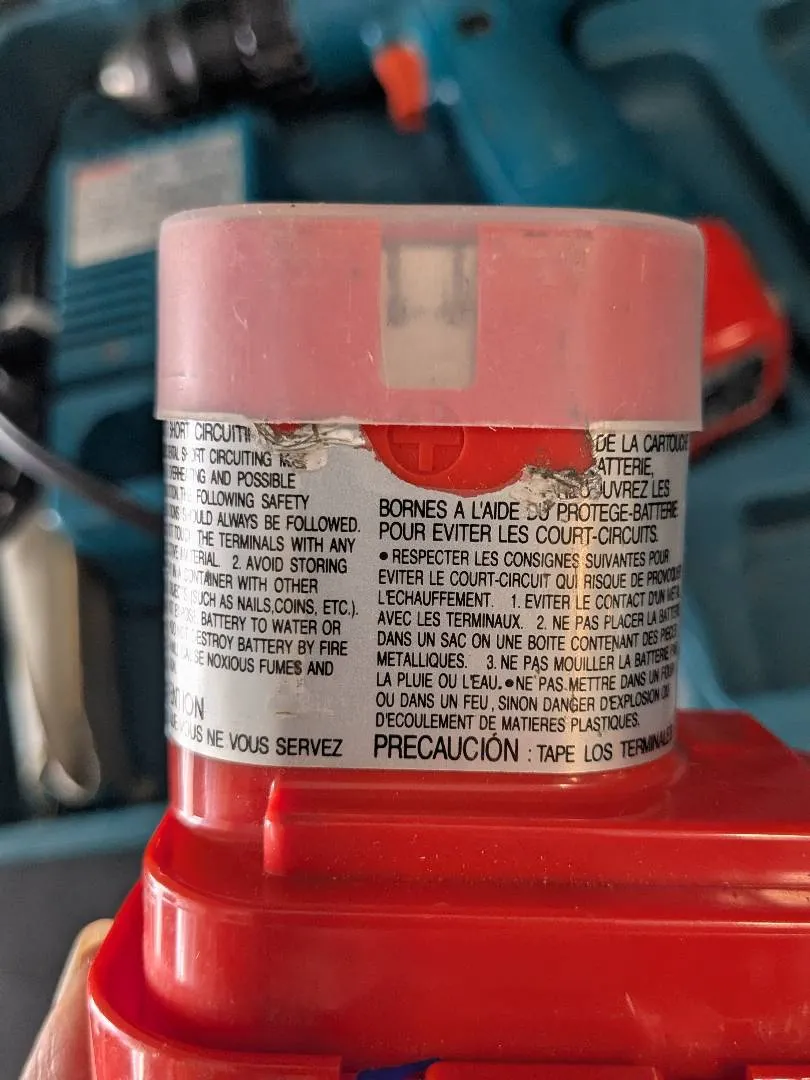 SHORT CIRCUITI
SHORT CIRCUITING
AND POSSIBLE
THE FOLLOWING SAFETY
SHOULD ALWAYS BE FOLLOWED.
THE TERMINALS WITH ANY
MATERIAL. 2. AVOID STORING
IN A CONTAINER WITH OTHER
(SUCH AS NAILS,COINS, ETC.).
BATTERY TO WATER OR
DESTROY BATTERY BY FIRE
NOXIOUS FUMES AND
NTION
VOUS NE VOUS SERVEZ
DE LA CARTOUCHE
ATTERIE,
UVREZ LES
BORNES A L'AIDE DU PROTEGE-BATTERIE
POUR EVITER LES COURT-CIRCUITS.
• RESPECTER LES CONSIGNES SUIVANTES POUR
EVITER LE COURT-CIRCUIT QUI RISQUE DE PROVOQUER
L'ECHAUFFEMENT. 1. EVITER LE CONTACT D'UN METAL
AVEC LES TERMINAUX. 2. NE PAS PLACER LA BATTERIE
DANS UN SAC ON UNE BOITE CONTENANT DES PIECES
METALLIQUES. 3. NE PAS MOUILLER LA BATTERIE PAR
LA PLUIE OU L'EAU. • NE PAS METTRE DANS UN FOUR
OU DANS UN FEU, SINON DANGER D'EXPLOSION OU
D'ECOULEMENT DE MATIERES PLASTIQUES.
PRECAUCIÓN : TAPE LOS TERMINALES